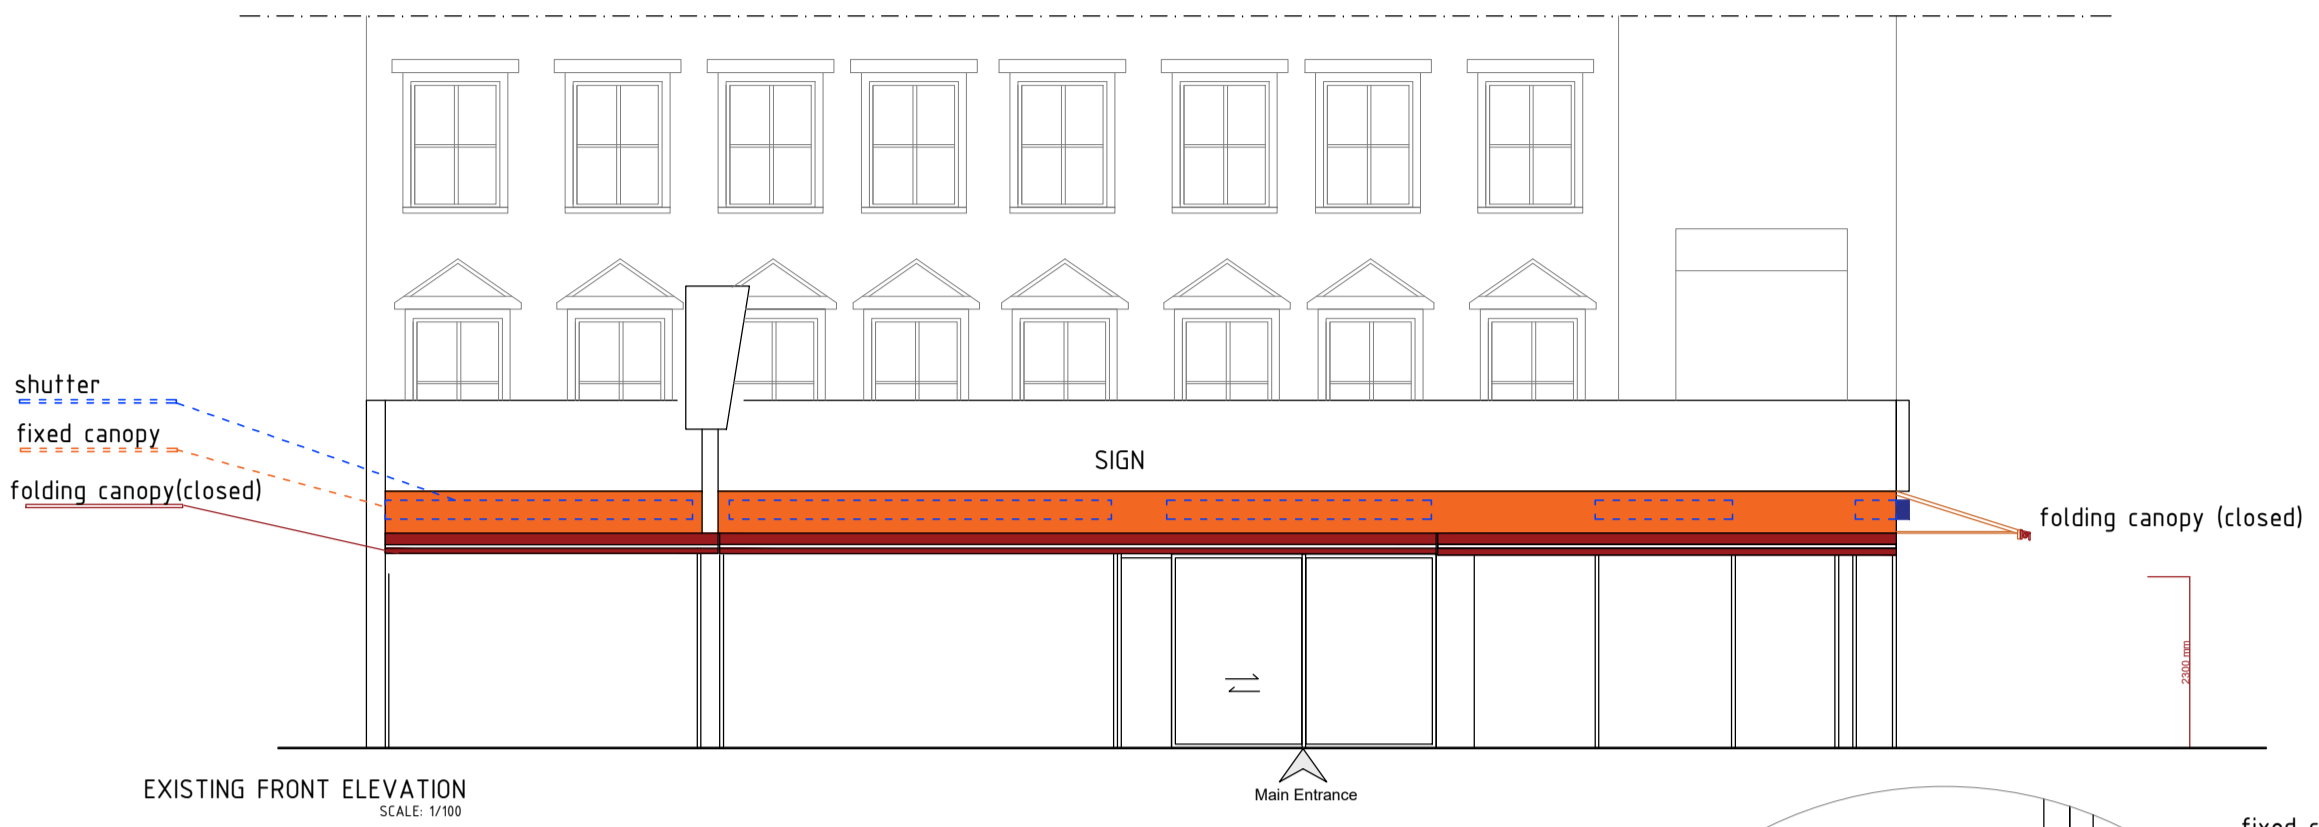 shutter
fixed canopy
folding canopy(closed)
SIGN
folding canopy (closed)
2300 mm
Main Entrance
EXISTING FRONT ELEVATION
SCALE: 1/100